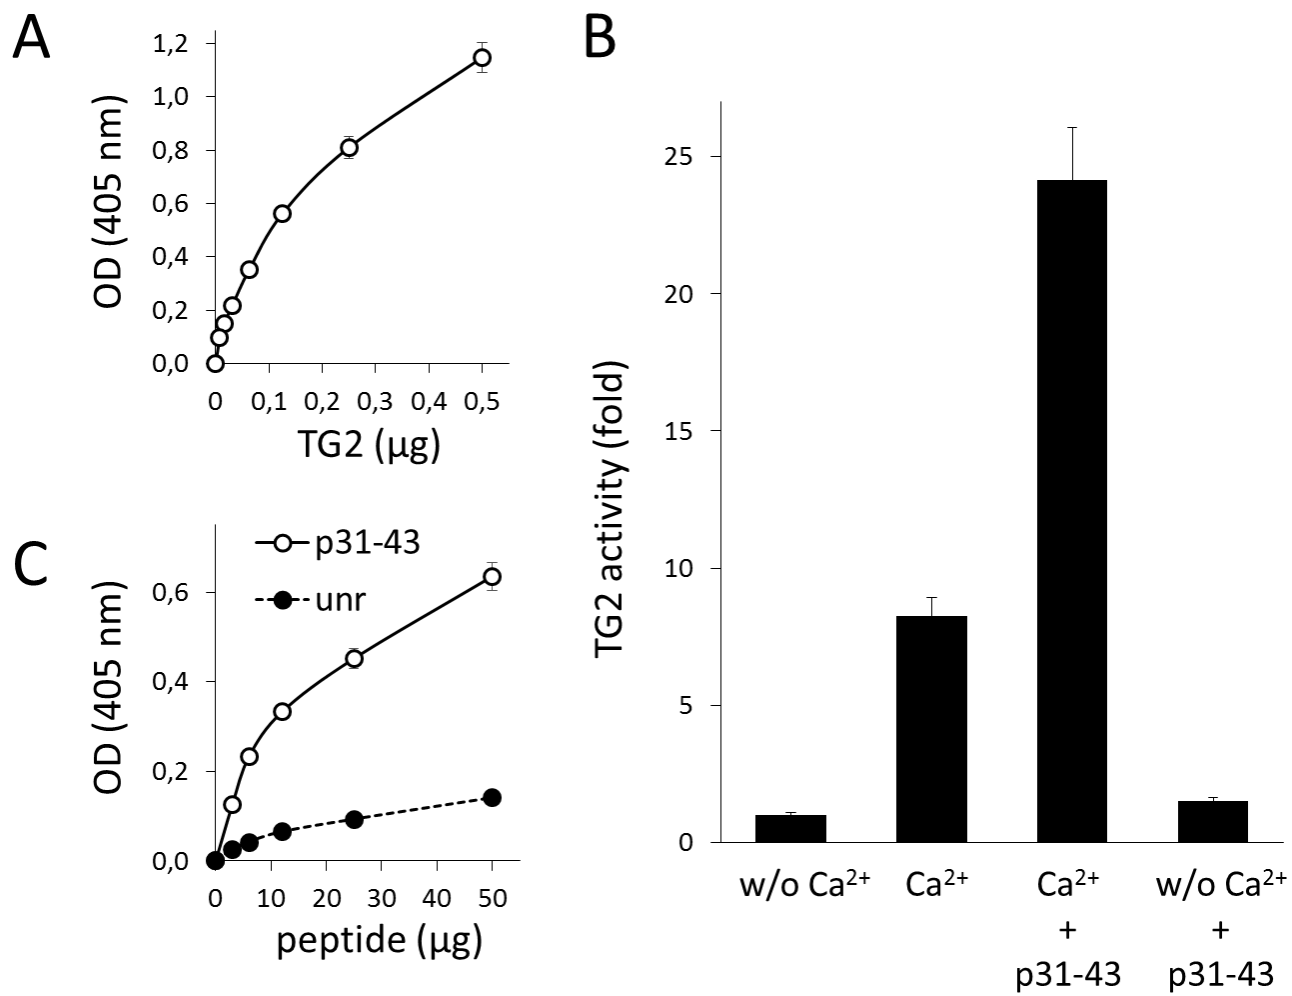 A
OD (405 nm)
1,2
1,0
0,8
0,6
0,4
0,2
0,0
0 0,1 0,2 0,3 0,4 0,5
TG2 (µg)
B
TG2 activity (fold)
25
20
15
10
5
0
w/o Ca²⁺ Ca²⁺ Ca²⁺ w/o Ca²⁺
+ +
p31-43 p31-43
C
p31-43
unr
OD (405 nm)
0,6
0,4
0,2
0,0
0 10 20 30 40 50
peptide (µg)